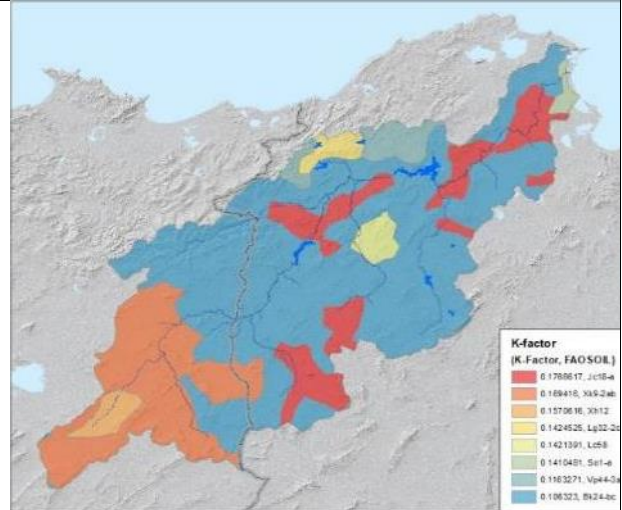 K-factor
(K-Factor, FAOSOIL)
0.1788617, Jc18-a
0.169416, Xk9-2ab
0.1570616, Xh12
0.1424525, Lg32-2c
0.1421391, Lc58
0.1410481, So1-a
0.1163271, Vp44-3a
0.106323, Bk24-bc